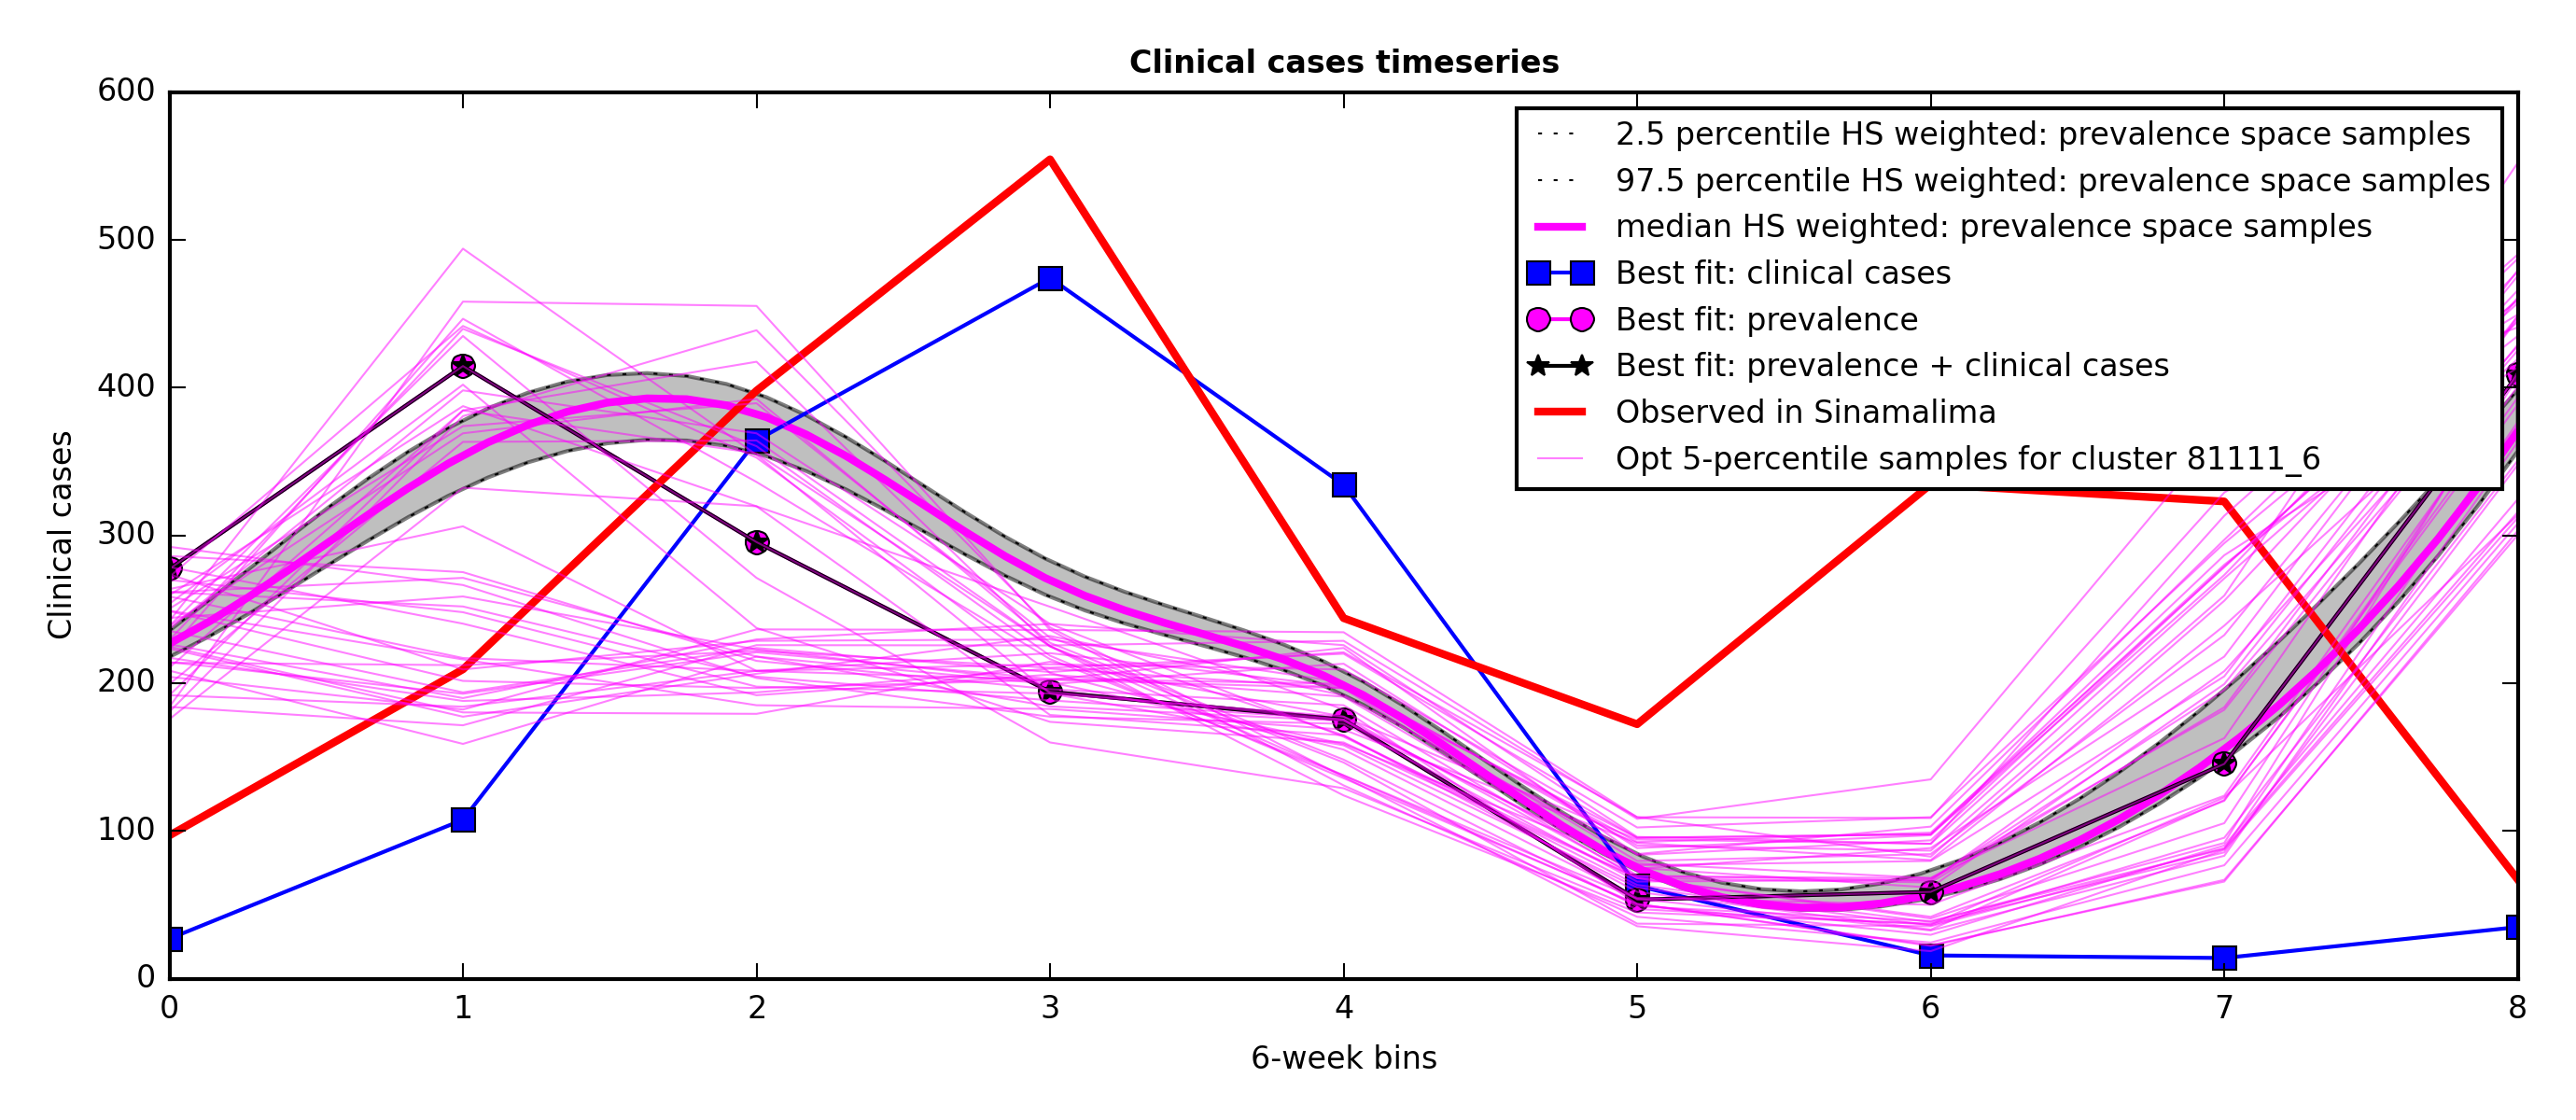 Clinical cases timeseries
600
500
400
300
200
100
0
Clinical cases
2.5 percentile HS weighted: prevalence space samples
97.5 percentile HS weighted: prevalence space samples
median HS weighted: prevalence space samples
Best fit: clinical cases
Best fit: prevalence
Best fit: prevalence + clinical cases
Observed in Sinamalima
Opt 5-percentile samples for cluster 81111_6
0 1 2 3 4 5 6 7 8
6-week bins